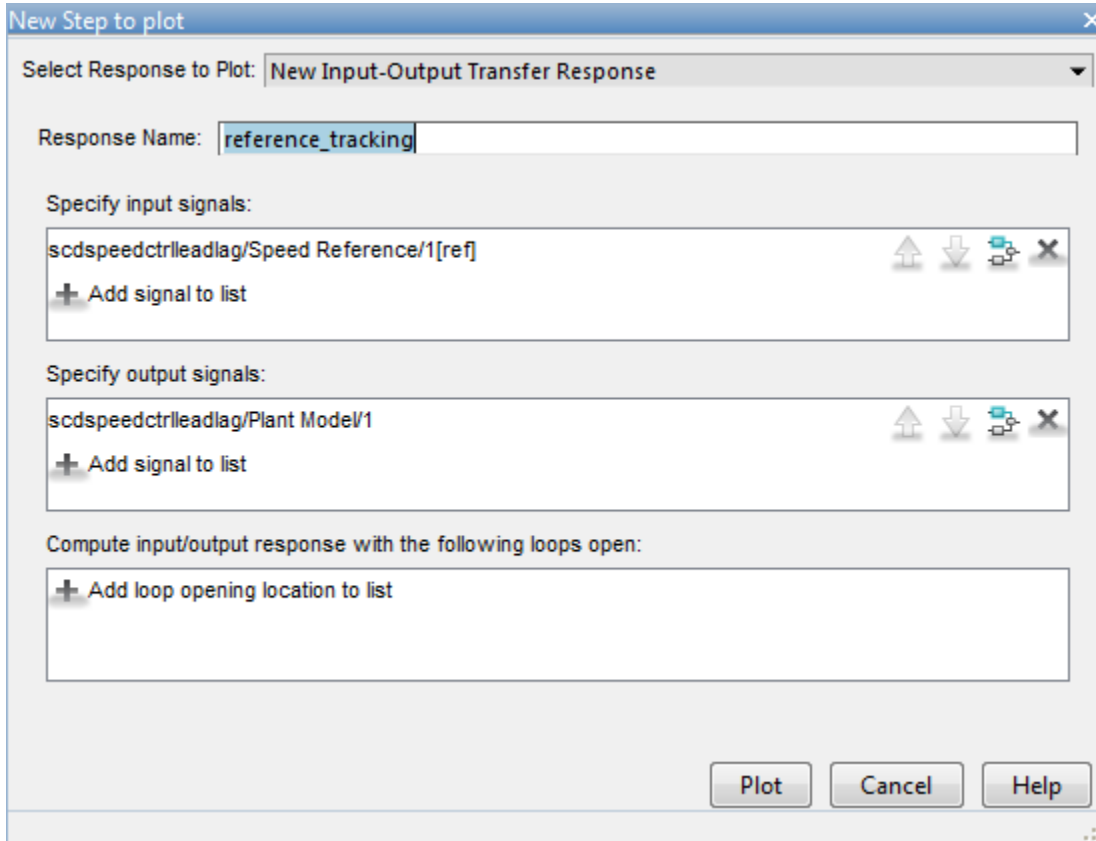 New Step to plot
Select Response to Plot: New Input-Output Transfer Response
Response Name: reference_tracking
Specify input signals:
scdspeedctrlleadlag/Speed Reference/1[ref]
Add signal to list
Specify output signals:
scdspeedctrlleadlag/Plant Model/1
Add signal to list
Compute input/output response with the following loops open:
Add loop opening location to list
Plot Cancel Help